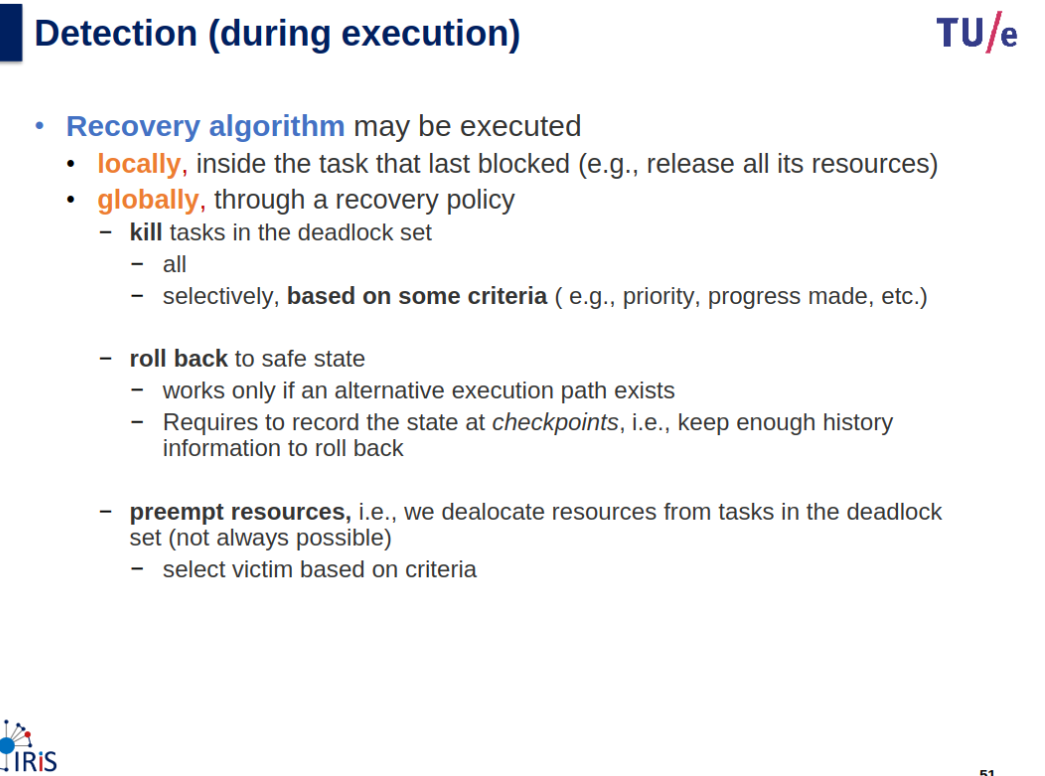 Detection (during execution)
TU/e
• Recovery algorithm may be executed
• locally, inside the task that last blocked (e.g., release all its resources)
• globally, through a recovery policy
– kill tasks in the deadlock set
– all
– selectively, based on some criteria ( e.g., priority, progress made, etc.)
– roll back to safe state
– works only if an alternative execution path exists
– Requires to record the state at checkpoints, i.e., keep enough history
information to roll back
– preempt resources, i.e., we dealocate resources from tasks in the deadlock
set (not always possible)
– select victim based on criteria
IRiS
51